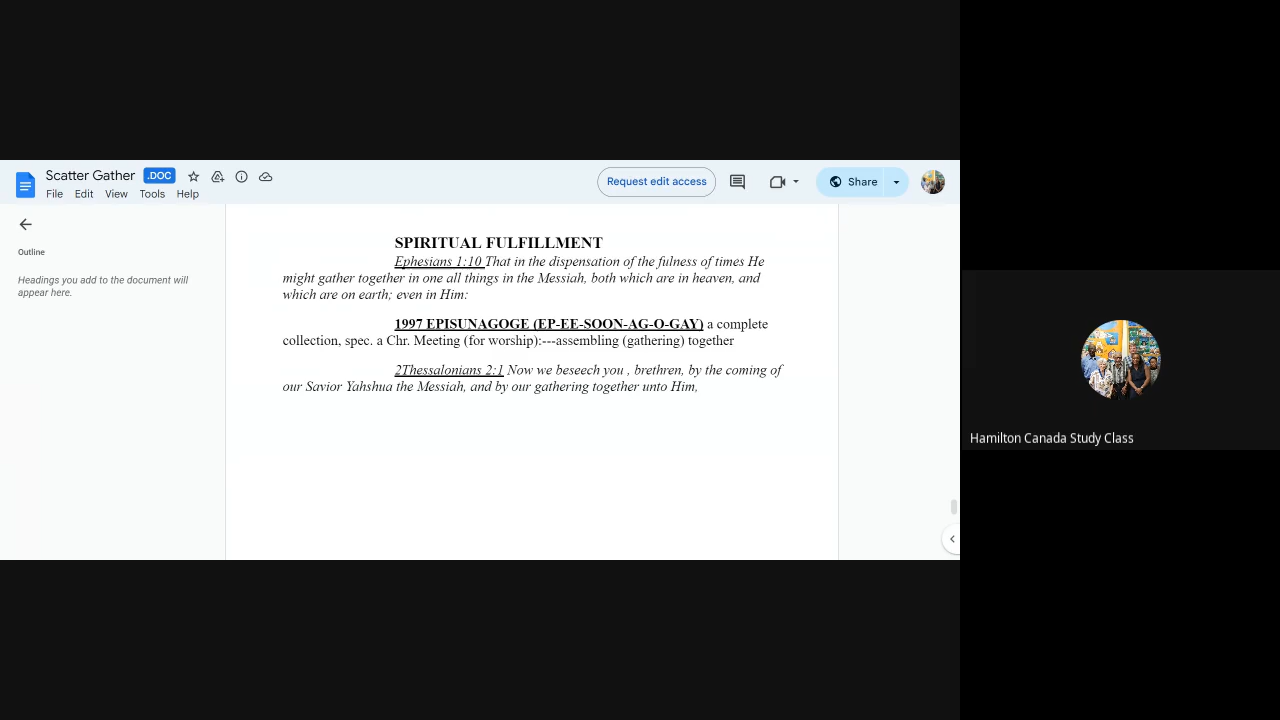 Scatter Gather .DOC
File Edit View Tools Help
Request edit access
Share
Outline
Headings you add to the document will
appear here.
SPIRITUAL FULFILLMENT
Ephesians 1:10 That in the dispensation of the fulness of times He
might gather together in one all things in the Messiah, both which are in heaven, and
which are on earth; even in Him:
1997 EPISUNAGOGE (EP-EE-SOON-AG-O-GAY) a complete
collection, spec. a Chr. Meeting (for worship):---assembling (gathering) together
2Thessalonians 2:1 Now we beseech you , brethren, by the coming of
our Savior Yahshua the Messiah, and by our gathering together unto Him,
Hamilton Canada Study Class